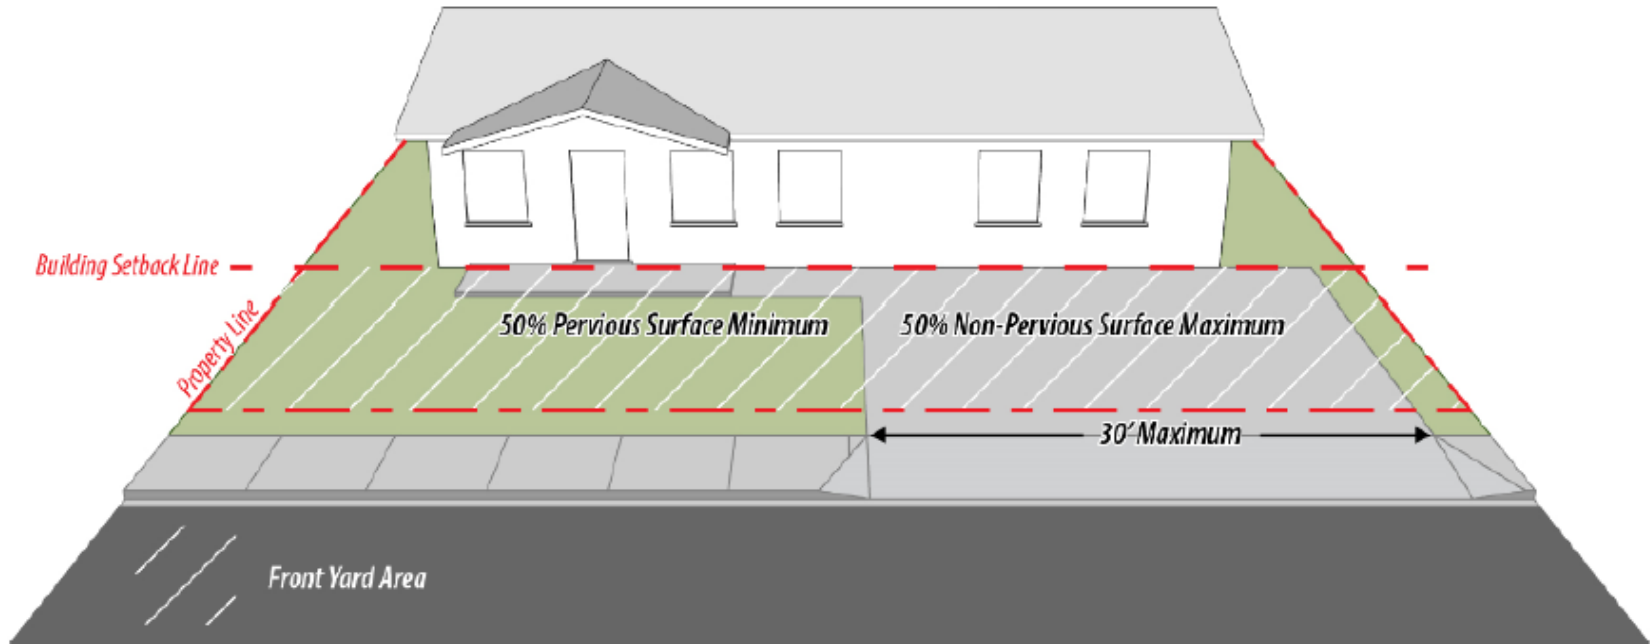 Building Setback Line
Property Line
50% Pervious Surface Minimum
50% Non-Pervious Surface Maximum
30′ Maximum
Front Yard Area